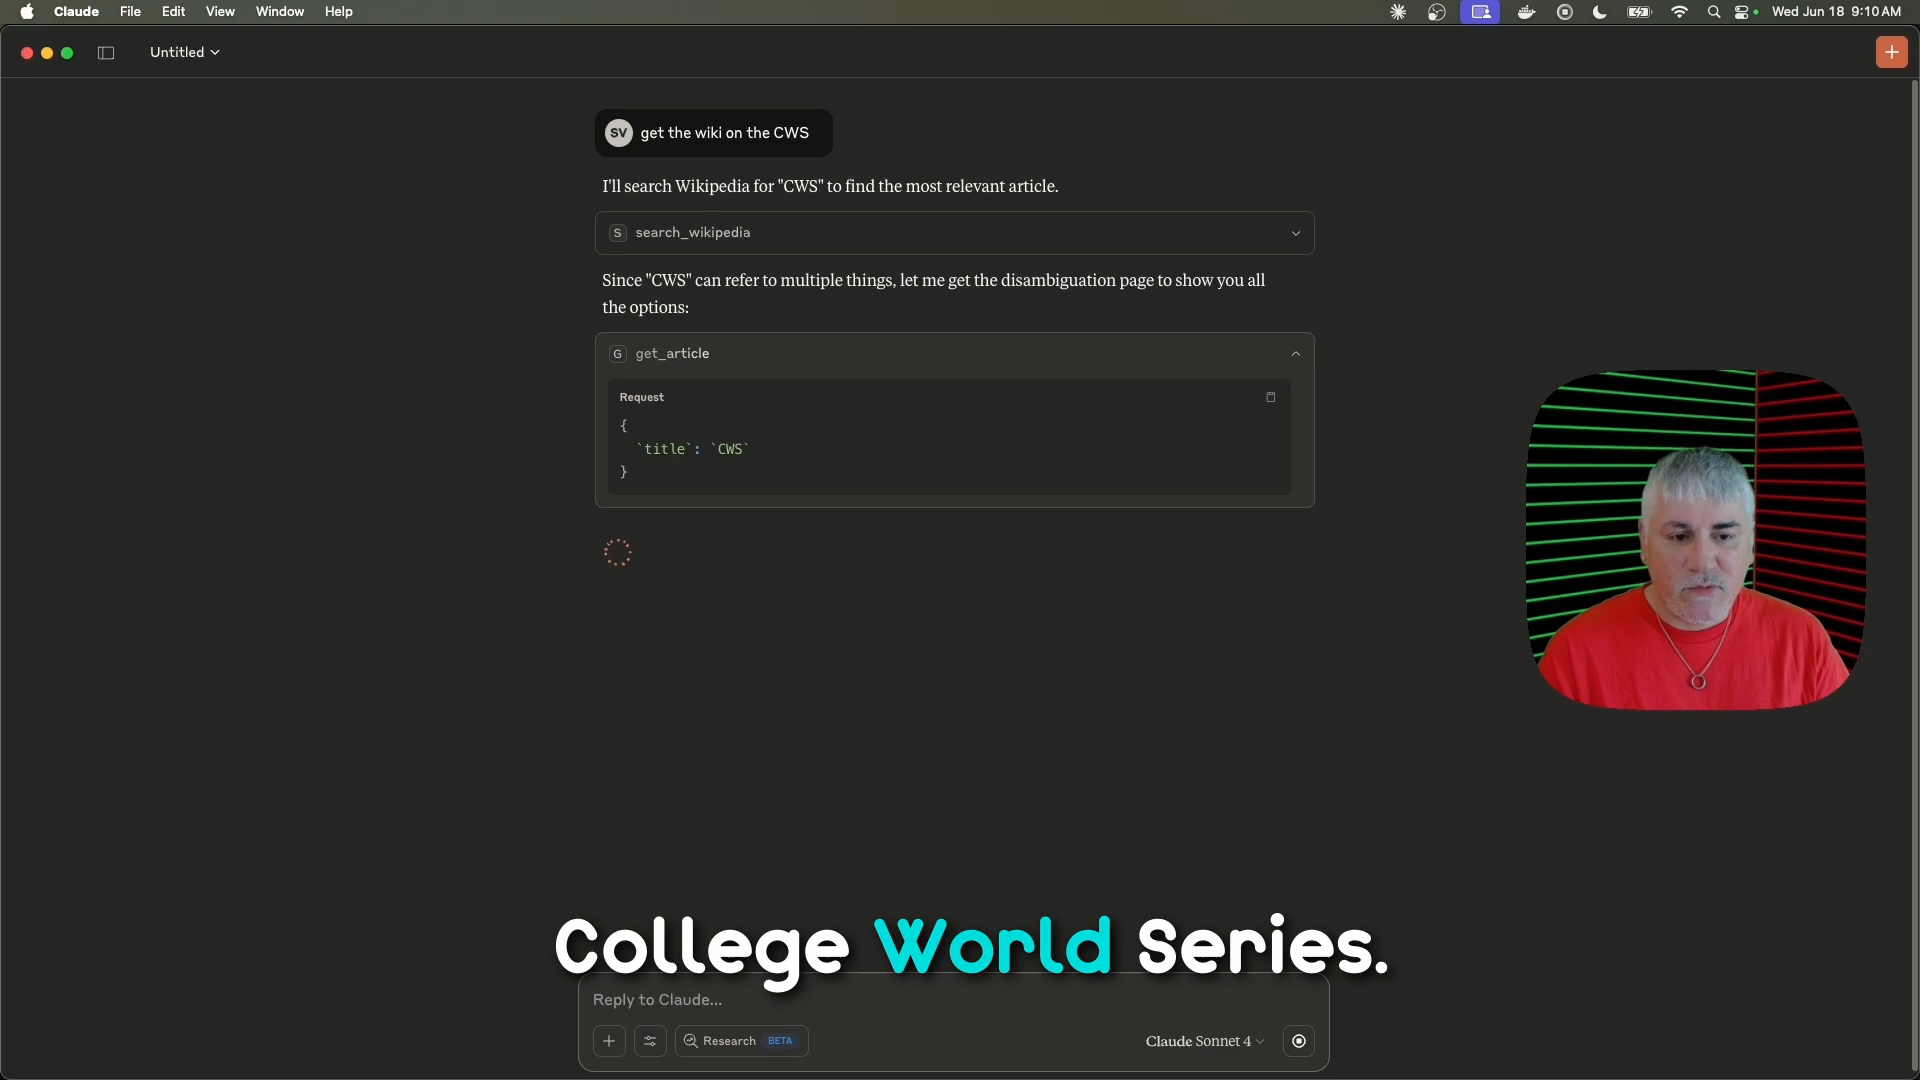 Claude File Edit View Window Help Wed Jun 18 9:10 AM
Untitled
SV get the wiki on the CWS
I'll search Wikipedia for "CWS" to find the most relevant article.
S search_wikipedia
Since "CWS" can refer to multiple things, let me get the disambiguation page to show you all
the options:
G get_article
Request
{
`title`: `CWS`
}
College World Series.
Reply to Claude...
Research BETA Claude Sonnet 4